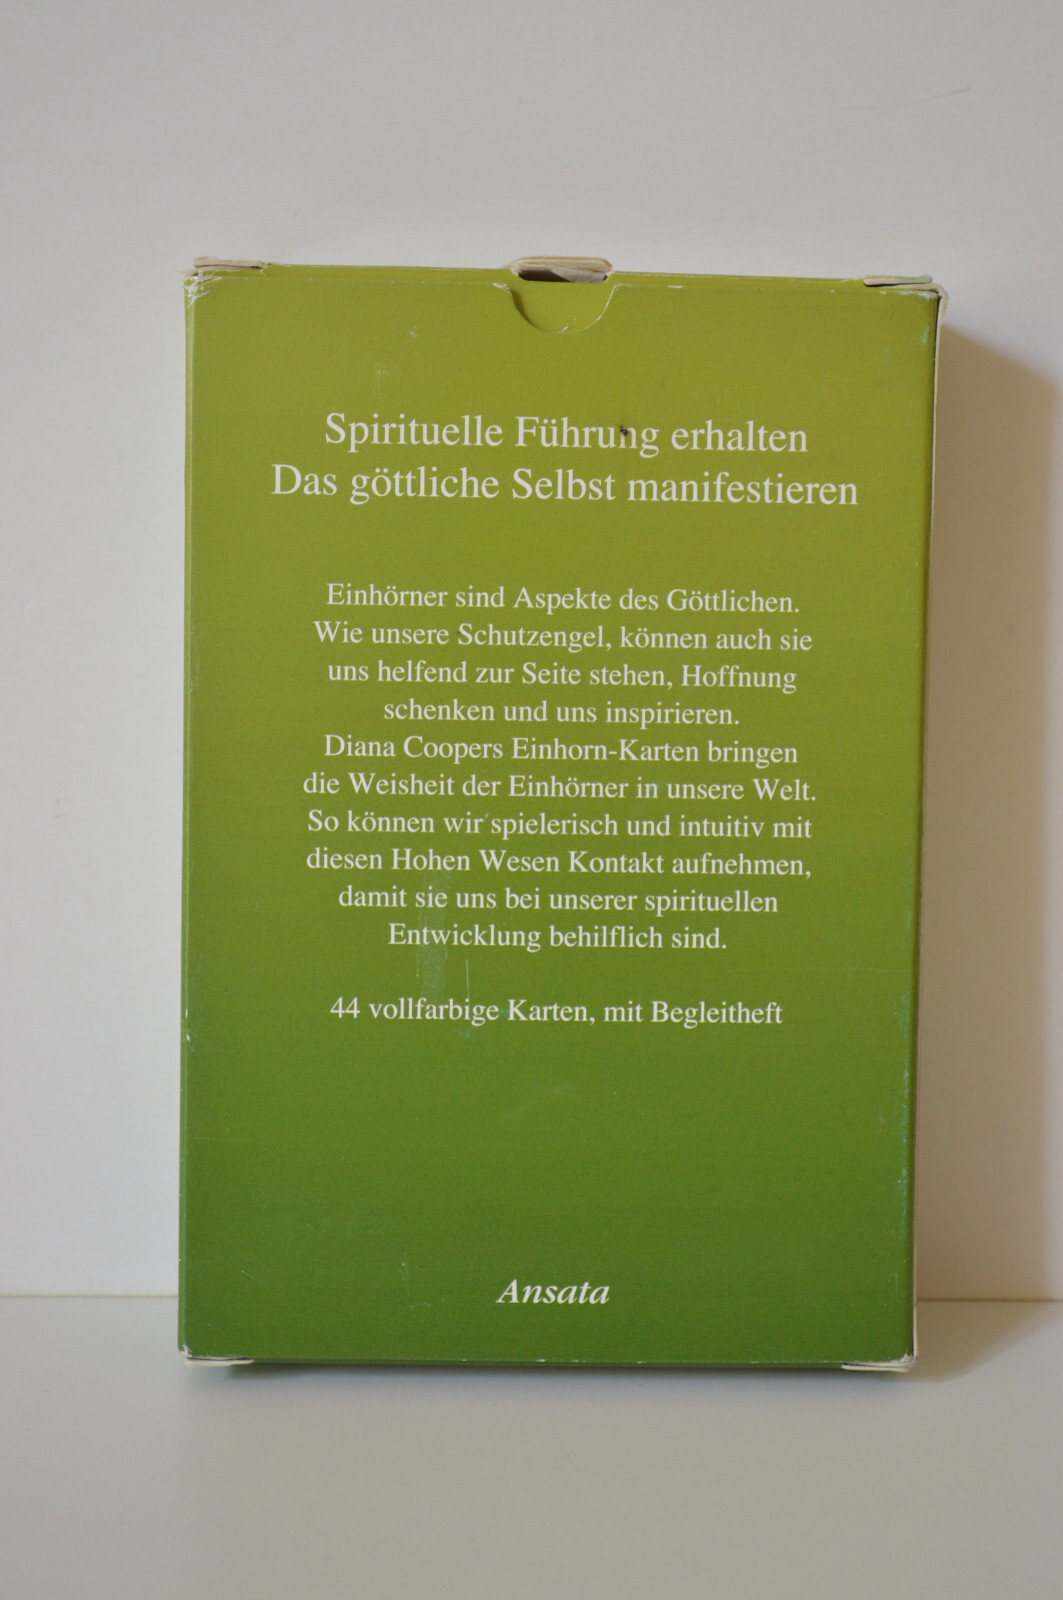 Spirituelle Führung erhalten
Das göttliche Selbst manifestieren
Einhörner sind Aspekte des Göttlichen.
Wie unsere Schutzengel, können auch sie
uns helfend zur Seite stehen, Hoffnung
schenken und uns inspirieren.
Diana Coopers Einhorn-Karten bringen
die Weisheit der Einhörner in unsere Welt.
So können wir spielerisch und intuitiv mit
diesen Hohen Wesen Kontakt aufnehmen,
damit sie uns bei unserer spirituellen
Entwicklung behilflich sind.
44 vollfarbige Karten, mit Begleitheft
Ansata